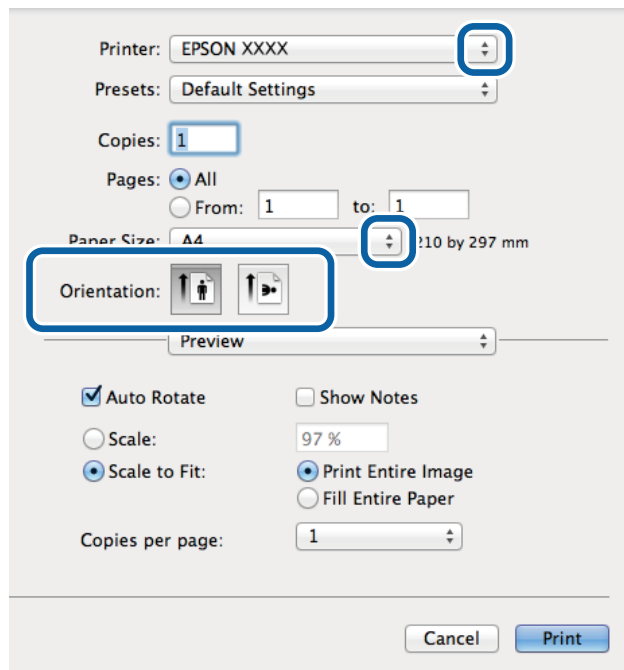 Printer: EPSON XXXX
Presets: Default Settings
Copies: 1
Pages: All
From: 1 to: 1
Paper Size: A4 210 by 297 mm
Orientation:
Preview
Auto Rotate Show Notes
Scale: 97 %
Scale to Fit: Print Entire Image
Fill Entire Paper
Copies per page: 1
Cancel Print